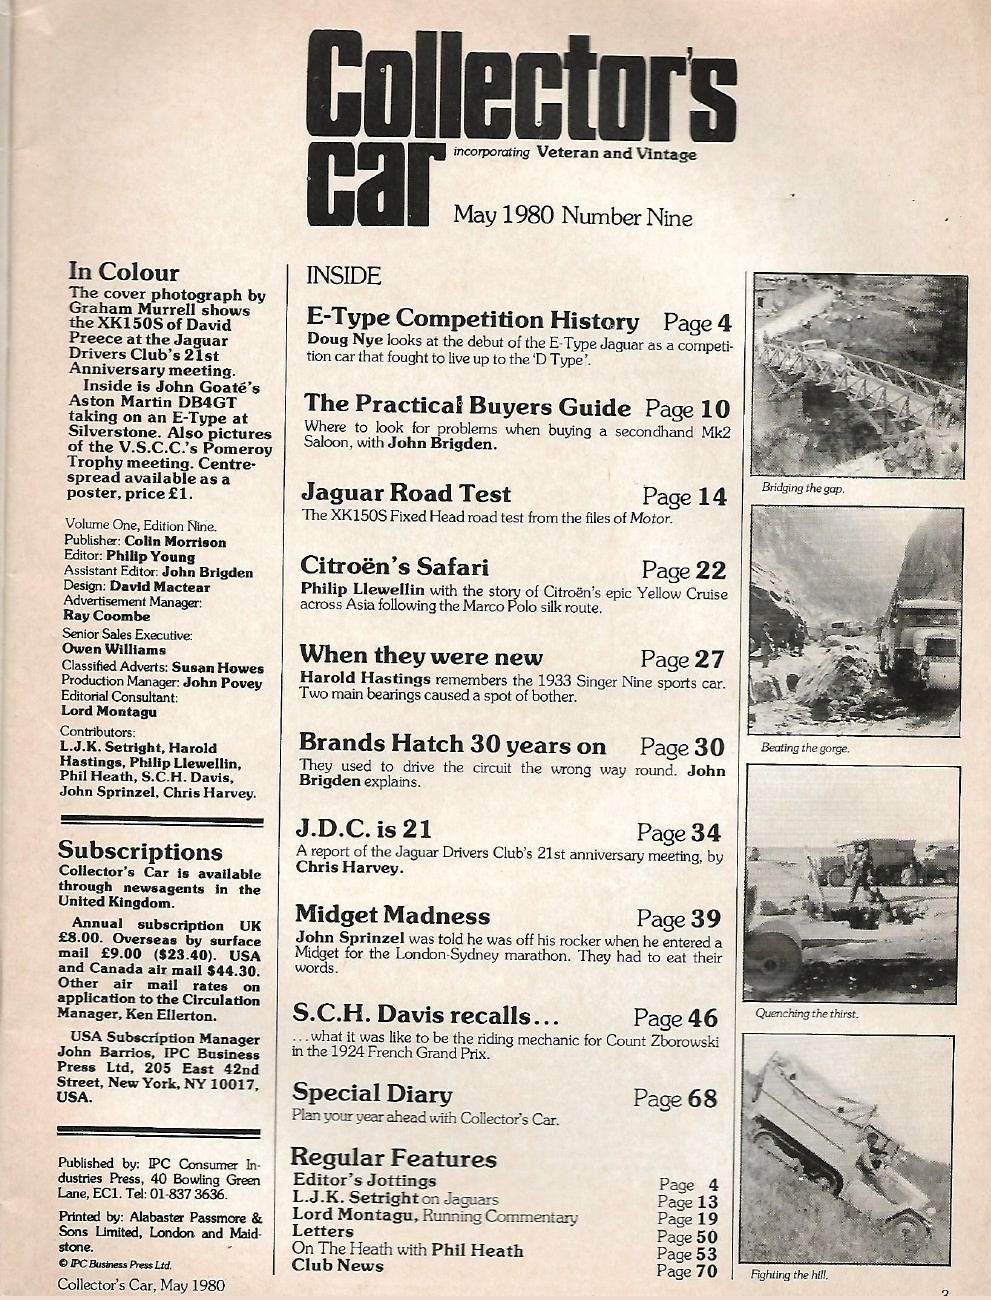 Collector's
car
incorporating Veteran and Vintage
May 1980 Number Nine
In Colour
The cover photograph by
Graham Murrell shows
the XK150S of David
Preece at the Jaguar
Drivers Club's 21st
Anniversary meeting.
Inside is John Goate's
Aston Martin DB4GT
taking on an E-Type at
Silverstone. Also pictures
of the V.S.C.C.'s Pomeroy
Trophy meeting. Centre-
spread available as a
poster, price £1.
Volume One, Edition Nine.
Publisher: Colin Morrison
Editor: Philip Young
Assistant Editor: John Brigden
Design: David Mactear
Advertisement Manager:
Ray Coombe
Senior Sales Executive:
Owen Williams
Classified Adverts: Susan Howes
Production Manager: John Povey
Editorial Consultant:
Lord Montagu
Contributors:
L.J.K. Setright, Harold
Hastings, Philip Llewellin,
Phil Heath, S.C.H. Davis,
John Sprinzel, Chris Harvey.
Subscriptions
Collector's Car is available
through newsagents in the
United Kingdom.
Annual subscription UK
£8.00. Overseas by surface
mail £9.00 ($23.40). USA
and Canada air mail $44.30.
Other air mail rates on
application to the Circulation
Manager, Ken Ellerton.
USA Subscription Manager
John Barrios, IPC Business
Press Ltd, 205 East 42nd
Street, New York, NY 10017,
USA.
Published by: IPC Consumer In-
dustries Press, 40 Bowling Green
Lane, EC1. Tel: 01-837 3636.
Printed by: Alabaster Passmore &
Sons Limited, London and Maid-
stone.
© IPC Business Press Ltd.
Collector's Car, May 1980
INSIDE
E-Type Competition History Page 4
Doug Nye looks at the debut of the E-Type Jaguar as a competi-
tion car that fought to live up to the 'D Type'.
The Practical Buyers Guide Page 10
Where to look for problems when buying a secondhand Mk2
Saloon, with John Brigden.
Jaguar Road Test Page 14
The XK150S Fixed Head road test from the files of Motor.
Citroën's Safari Page 22
Philip Llewellin with the story of Citroën's epic Yellow Cruise
across Asia following the Marco Polo silk route.
When they were new Page 27
Harold Hastings remembers the 1933 Singer Nine sports car.
Two main bearings caused a spot of bother.
Brands Hatch 30 years on Page 30
They used to drive the circuit the wrong way round. John
Brigden explains.
J.D.C. is 21 Page 34
A report of the Jaguar Drivers Club's 21st anniversary meeting, by
Chris Harvey.
Midget Madness Page 39
John Sprinzel was told he was off his rocker when he entered a
Midget for the London-Sydney marathon. They had to eat their
words.
S.C.H. Davis recalls... Page 46
...what it was like to be the riding mechanic for Count Zborowski
in the 1924 French Grand Prix.
Special Diary Page 68
Plan your year ahead with Collector's Car.
Regular Features
Editor's Jottings Page 4
L.J.K. Setright on Jaguars Page 13
Lord Montagu, Running Commentary Page 19
Letters Page 50
On The Heath with Phil Heath Page 53
Club News Page 70
Bridging the gap.
Beating the gorge.
Quenching the thirst.
Fighting the hill.